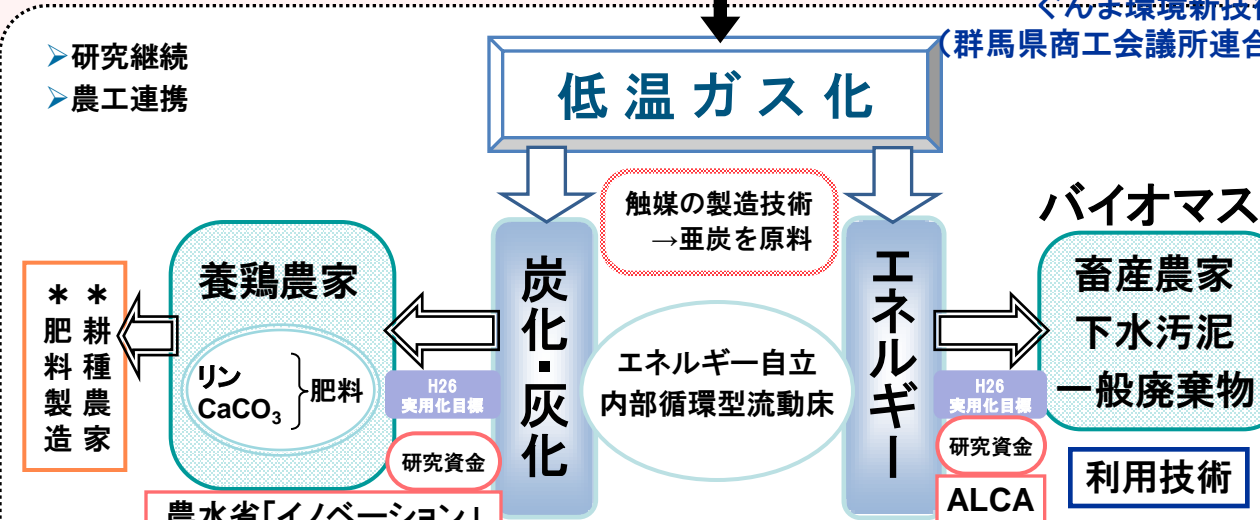 ぐんま環境新技術
(群馬県商工会議所連合
➢研究継続
➢農工連携
低温ガス化
触媒の製造技術
→亜炭を原料
バイオマス
養鶏農家
リン
CaCO₃
肥料
＊耕種農家
＊肥料製造
炭化・灰化
エネルギー自立
内部循環型流動床
エネルギー
畜産農家
下水汚泥
一般廃棄物
H26
実用化目標
H26
実用化目標
研究資金
研究資金
農水省「イノベーション」
ALCA
利用技術